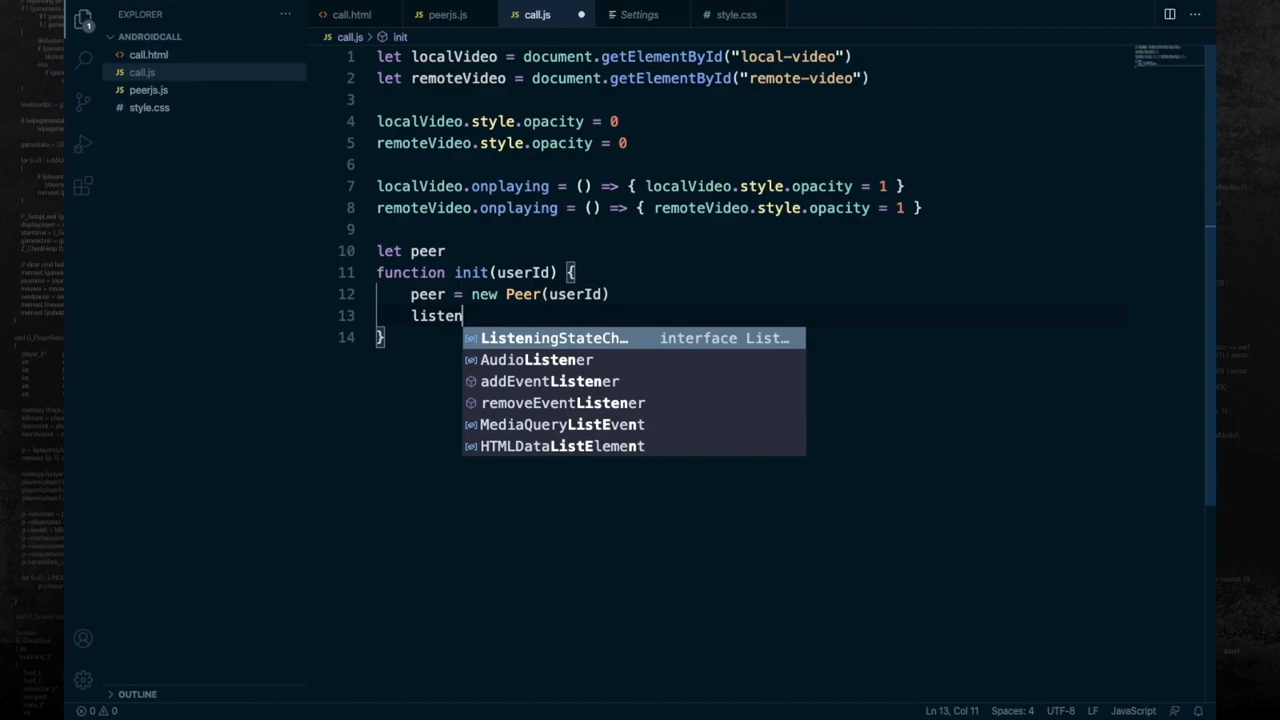 EXPLORER
call.html
peerjs.js
call.js
Settings
style.css
1
ANDROIDCALL
call.html
call.js
peerjs.js
style.css
call.js > init
1 let localVideo = document.getElementById("local-video")
2 let remoteVideo = document.getElementById("remote-video")
3
4 localVideo.style.opacity = 0
5 remoteVideo.style.opacity = 0
6
7 localVideo.onplaying = () => { localVideo.style.opacity = 1 }
8 remoteVideo.onplaying = () => { remoteVideo.style.opacity = 1 }
9
10 let peer
11 function init(userId) {
12 peer = new Peer(userId)
13 listen
14 }
ListeningStateCh… interface List…
AudioListener
addEventListener
removeEventListener
MediaQueryListEvent
HTMLDataListElement
OUTLINE
0 0
Ln 13, Col 11 Spaces: 4 UTF-8 LF JavaScript